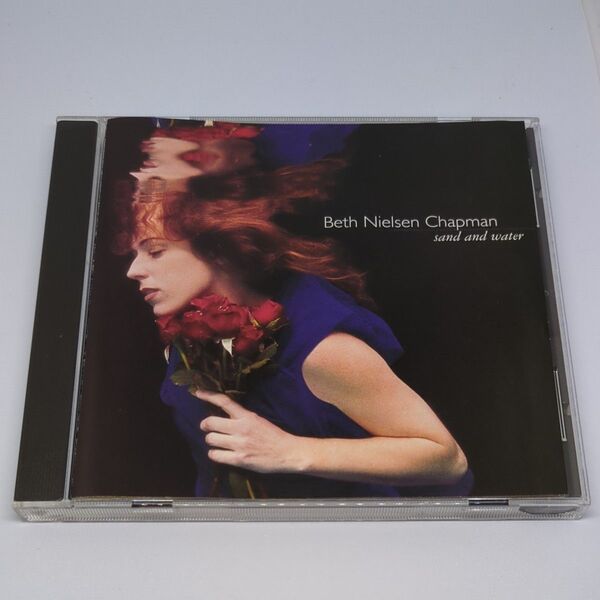 Beth Nielsen Chapman
sand and water